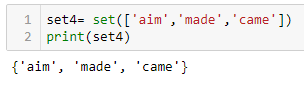 1 set4= set(['aim','made','came'])
2 print(set4)
{'aim', 'made', 'came'}